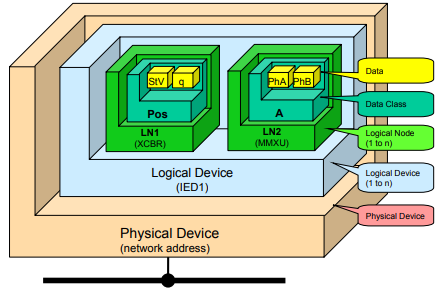 StV q
PhA PhB
Data
Pos
A
Data Class
LN1
(XCBR)
LN2
(MMXU)
Logical Node
(1 to n)
Logical Device
(IED1)
Logical Device
(1 to n)
Physical Device
Physical Device
(network address)